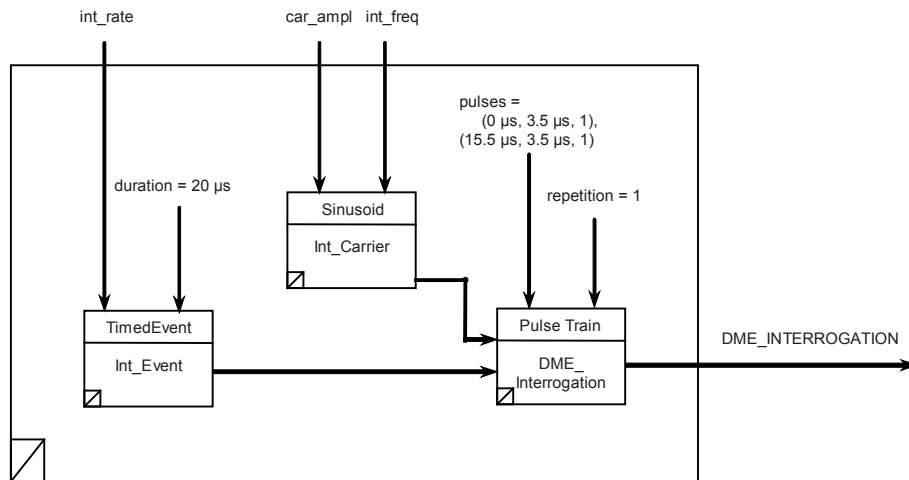 int_rate
car_ampl
int_freq
pulses =
(0 µs, 3.5 µs, 1),
(15.5 µs, 3.5 µs, 1)
duration = 20 µs
repetition = 1
Sinusoid
Int_Carrier
TimedEvent
Int_Event
Pulse Train
DME_
Interrogation
DME_INTERROGATION